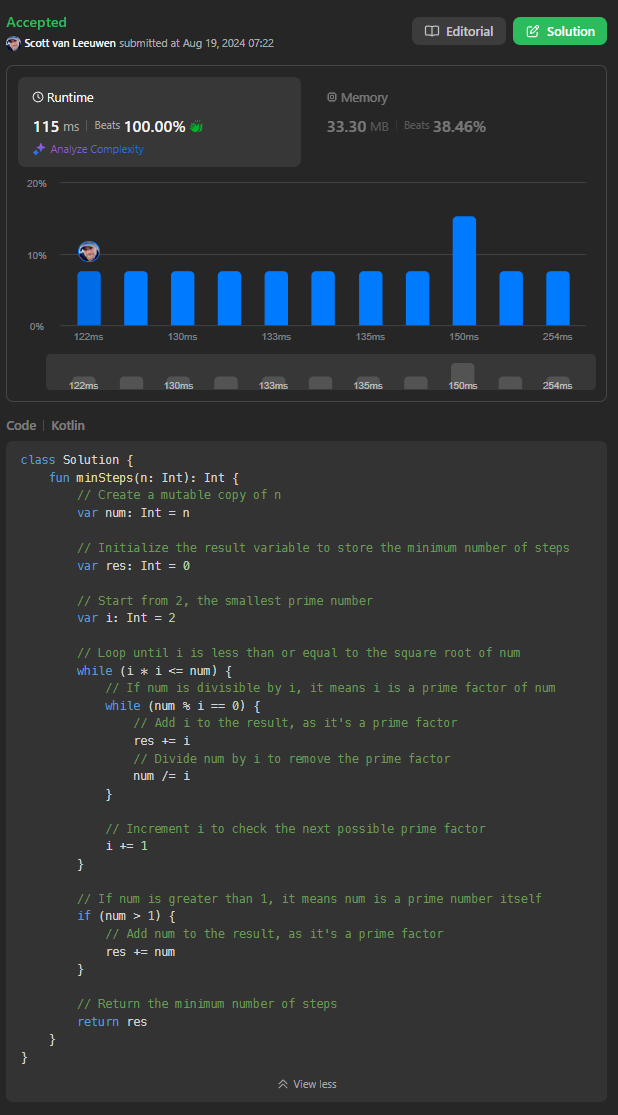 Accepted
Scott van Leeuwen submitted at Aug 19, 2024 07:22
Editorial
Solution
Runtime
115 ms | Beats 100.00%
Analyze Complexity
Memory
33.30 MB | Beats 38.46%
20%
10%
0%
122ms 130ms 133ms 135ms 150ms 254ms
122ms 130ms 133ms 135ms 150ms 254ms
Code | Kotlin
class Solution {
    fun minSteps(n: Int): Int {
        // Create a mutable copy of n
        var num: Int = n
        // Initialize the result variable to store the minimum number of steps
        var res: Int = 0
        // Start from 2, the smallest prime number
        var i: Int = 2
        // Loop until i is less than or equal to the square root of num
        while (i * i <= num) {
            // If num is divisible by i, it means i is a prime factor of num
            while (num % i == 0) {
                // Add i to the result, as it's a prime factor
                res += i
                // Divide num by i to remove the prime factor
                num /= i
            }
            // Increment i to check the next possible prime factor
            i += 1
        }
        // If num is greater than 1, it means num is a prime number itself
        if (num > 1) {
            // Add num to the result, as it's a prime factor
            res += num
        }
        // Return the minimum number of steps
        return res
    }
}
View less